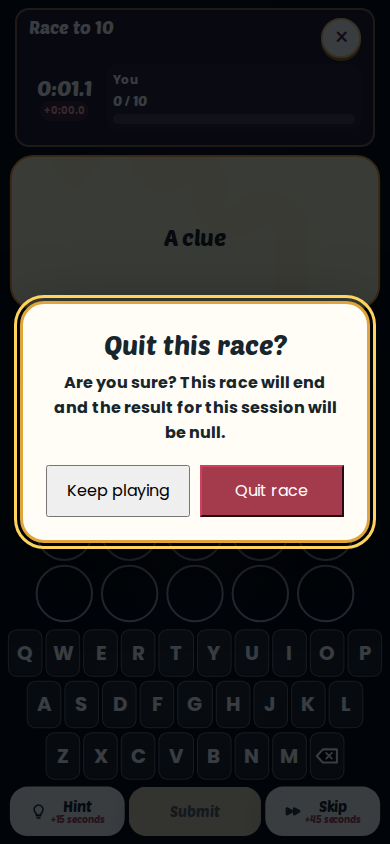 Race to 10
×
You
0:01.1
0 / 10
+0:00.0
A clue
Quit this race?
Are you sure? This race will end
and the result for this session will
be null.
Keep playing
Quit race
Q W E R T Y U I O P
A S D F G H J K L
Z X C V B N M
Hint
+15 seconds
Submit
Skip
+45 seconds